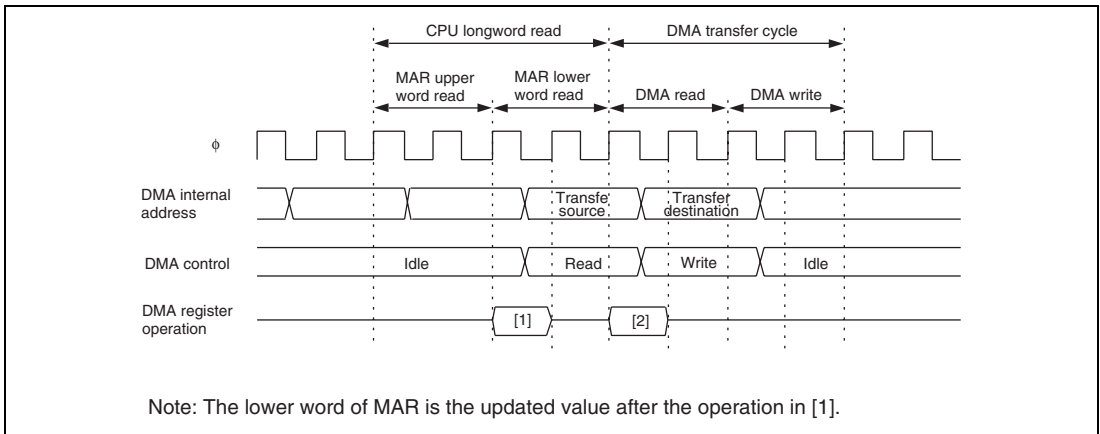 CPU longword read DMA transfer cycle
MAR upper MAR lower
word read word read DMA read DMA write
ϕ
DMA internal
address
Transfe Transfer
source destination
DMA control Idle Read Write Idle
DMA register
operation
[1] [2]
Note: The lower word of MAR is the updated value after the operation in [1].